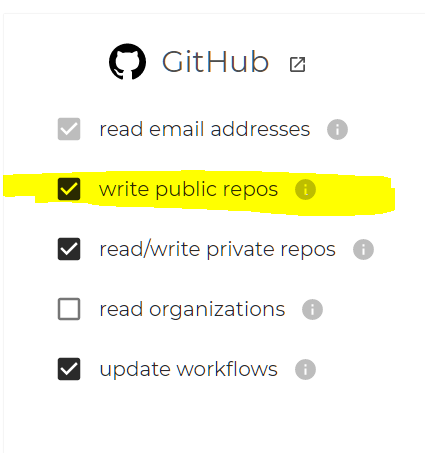 GitHub
read email addresses
write public repos
read/write private repos
read organizations
update workflows